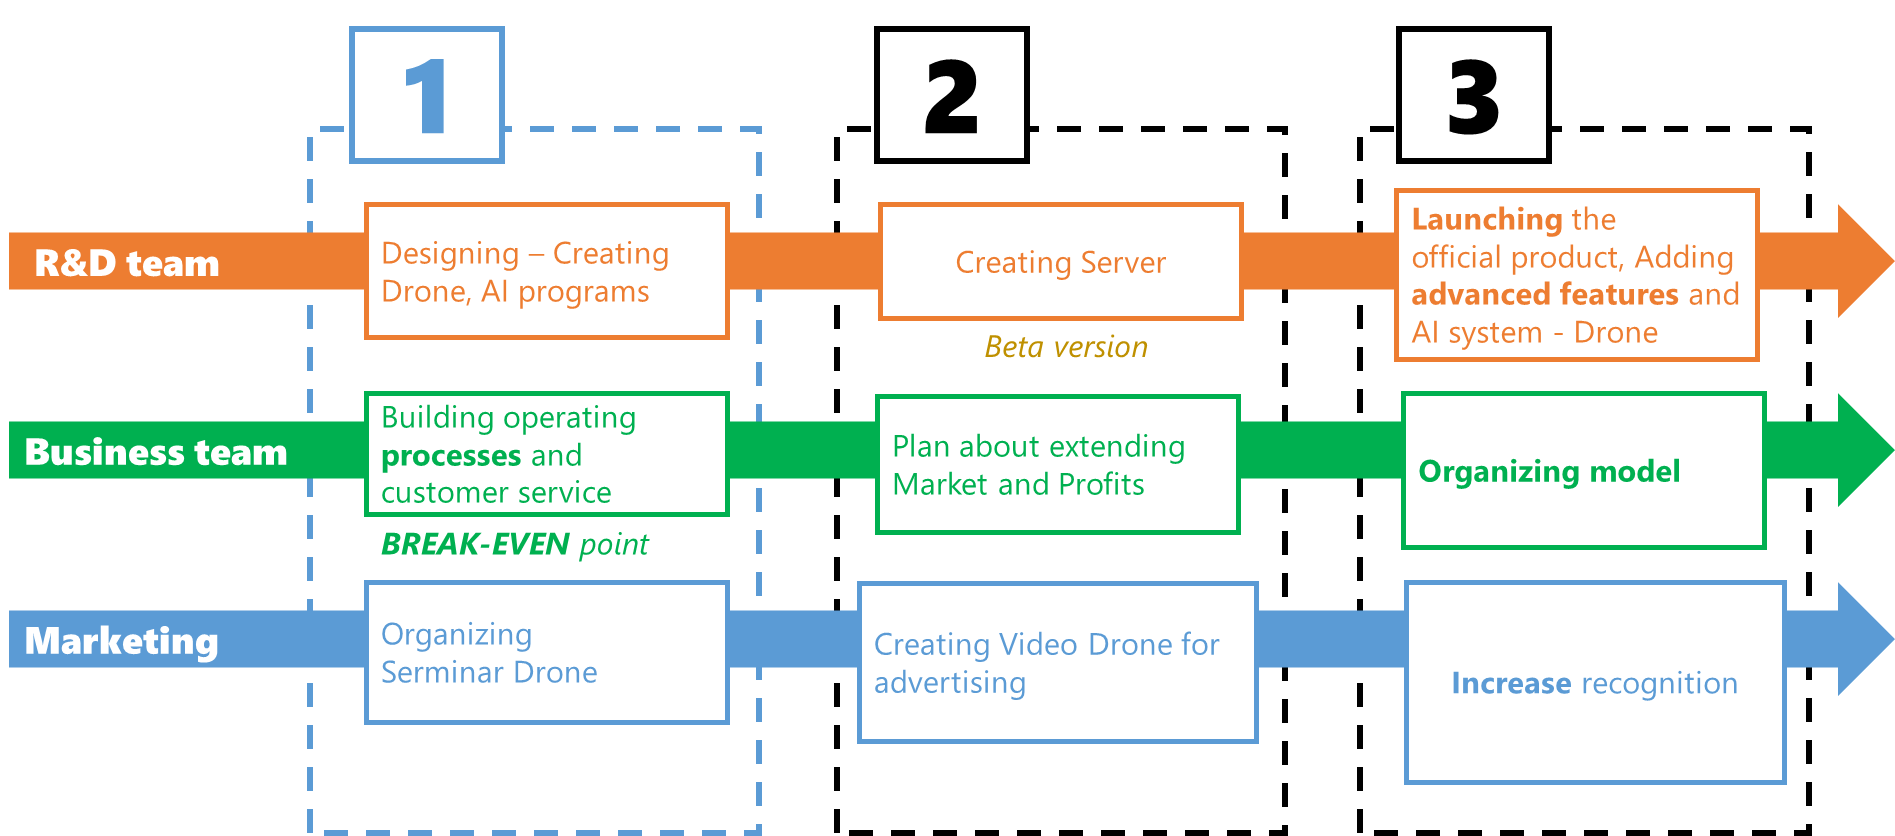 1
2
3
R&D team
Designing – Creating
Drone, AI programs
Creating Server
Beta version
Launching the
official product, Adding
advanced features and
AI system - Drone
Business team
Building operating
processes and
customer service
BREAK-EVEN point
Plan about extending
Market and Profits
Organizing model
Marketing
Organizing
Serminar Drone
Creating Video Drone for
advertising
Increase recognition